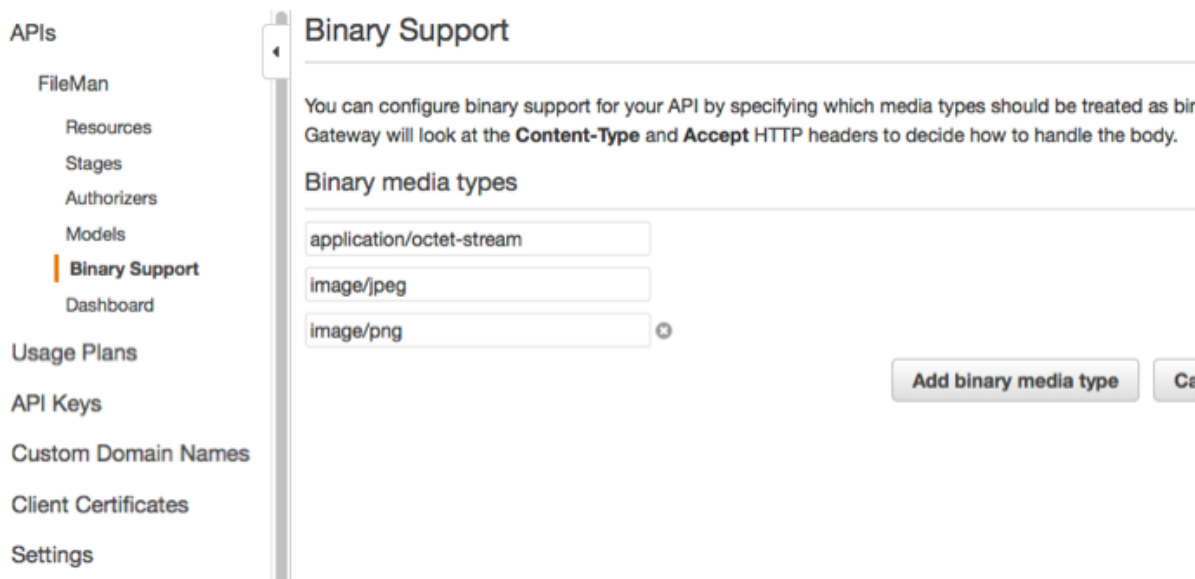 APIs
FileMan
Resources
Stages
Authorizers
Models
Binary Support
Dashboard
Usage Plans
API Keys
Custom Domain Names
Client Certificates
Settings
Binary Support
You can configure binary support for your API by specifying which media types should be treated as
Gateway will look at the Content-Type and Accept HTTP headers to decide how to handle the body.
Binary media types
application/octet-stream
image/jpeg
image/png
Add binary media type